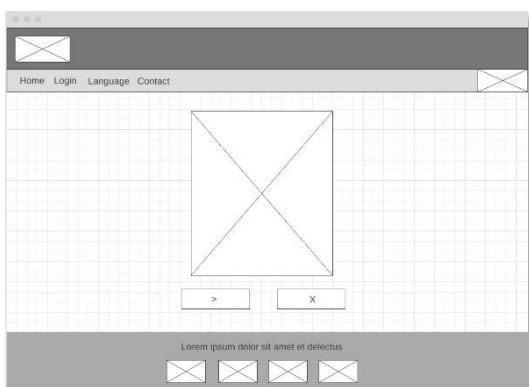 Home Login Language Contact
> X
Lorem ipsum dolor sit amet et delectus